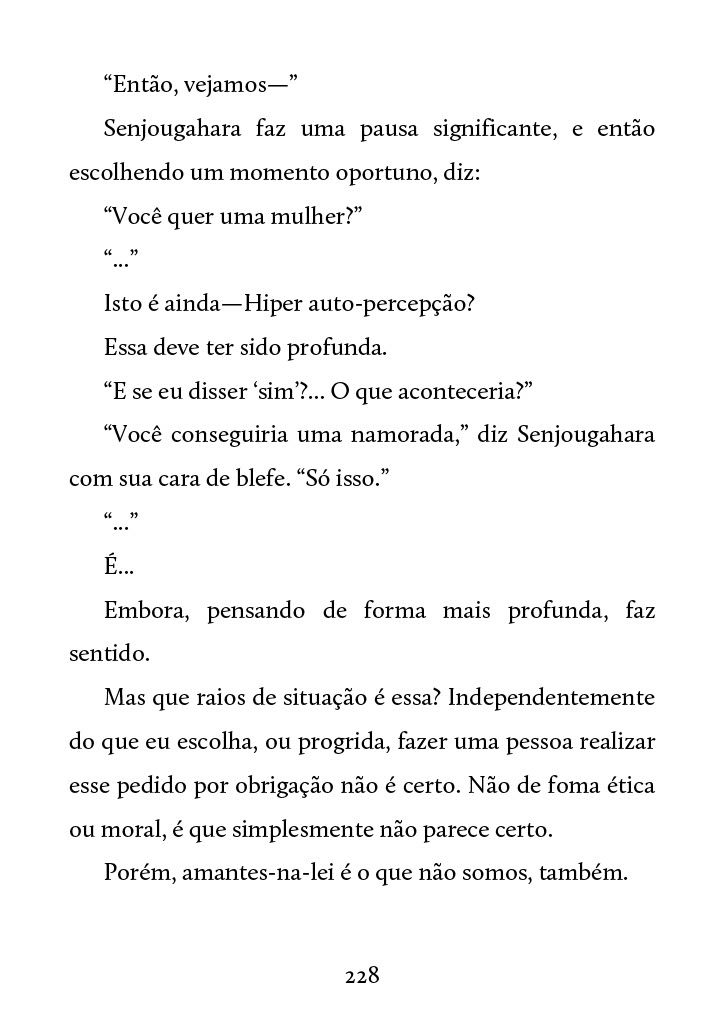 “Então, vejamos—”
Senjougahara faz uma pausa significante, e então
escolhendo um momento oportuno, diz:
“Você quer uma mulher?”
“...”
Isto é ainda—Hiper auto-percepção?
Essa deve ter sido profunda.
“E se eu disser ‘sim’?... O que aconteceria?”
“Você conseguiria uma namorada,” diz Senjougahara
com sua cara de blefe. “Só isso.”
“...”
É...
Embora, pensando de forma mais profunda, faz
sentido.
Mas que raios de situação é essa? Independentemente
do que eu escolha, ou progrida, fazer uma pessoa realizar
esse pedido por obrigação não é certo. Não de foma ética
ou moral, é que simplesmente não parece certo.
Porém, amantes-na-lei é o que não somos, também.
228